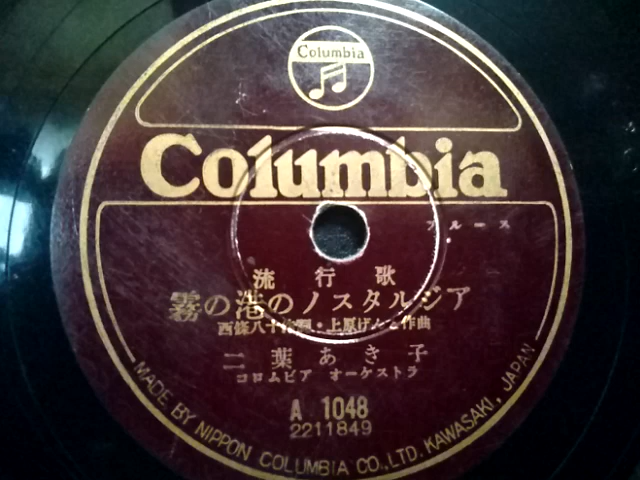 Columbia
Columbia
ブルース
流行歌
霧の港のノスタルジア
西條八十作詞・上原げんと作曲
二葉あき子
コロムビア オーケストラ
A 1048
2211849
MADE BY NIPPON COLUMBIA CO., LTD. KAWASAKI, JAPAN